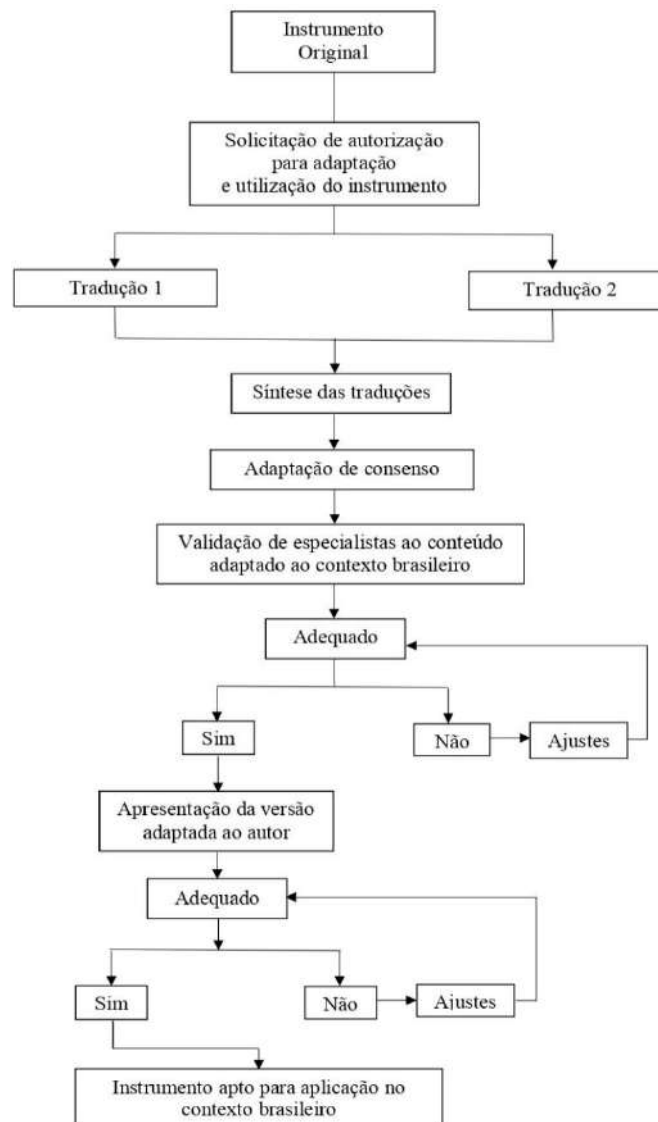 Instrumento
Original
Solicitação de autorização
para adaptação
e utilização do instrumento
Tradução 1
Tradução 2
Síntese das traduções
Adaptação de consenso
Validação de especialistas ao conteúdo
adaptado ao contexto brasileiro
Adequado
Sim
Não
Ajustes
Apresentação da versão
adaptada ao autor
Adequado
Sim
Não
Ajustes
Instrumento apto para aplicação no
contexto brasileiro